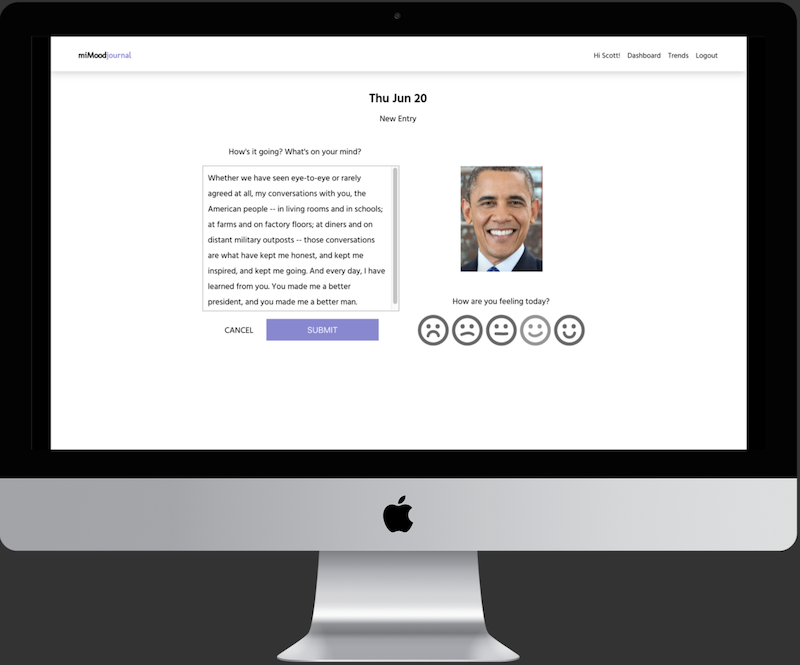 miMoodJournal
Hi Scott! Dashboard Trends Logout
Thu Jun 20
New Entry
How's it going? What's on your mind?
Whether we have seen eye-to-eye or rarely
agreed at all, my conversations with you, the
American people -- in living rooms and in schools;
at farms and on factory floors; at diners and on
distant military outposts -- those conversations
are what have kept me honest, and kept me
inspired, and kept me going. And every day, I have
learned from you. You made me a better
president, and you made me a better man.
How are you feeling today?
CANCEL SUBMIT